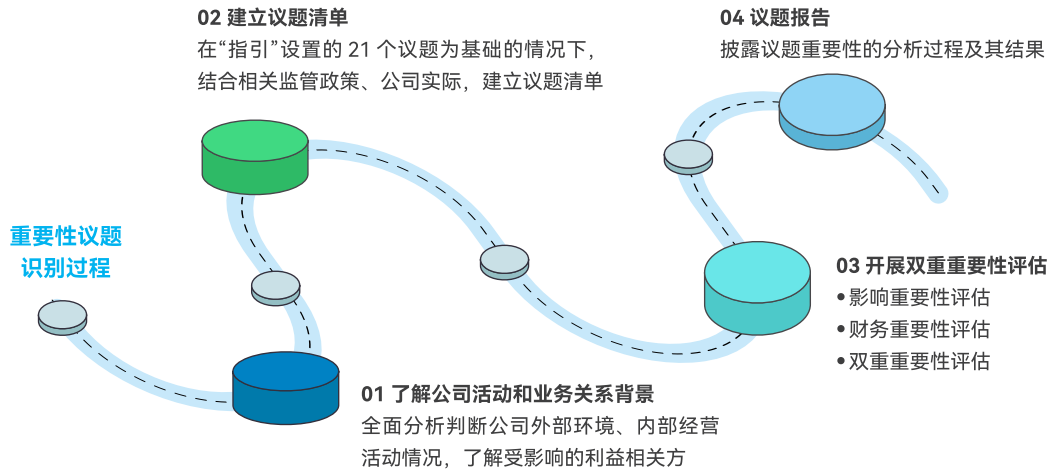 重要性议题
识别过程
01 了解公司活动和业务关系背景
全面分析判断公司外部环境、内部经营
活动情况，了解受影响的利益相关方
02 建立议题清单
在“指引”设置的 21 个议题为基础的情况下，
结合相关监管政策、公司实际，建立议题清单
03 开展双重重要性评估
•影响重要性评估
•财务重要性评估
•双重重要性评估
04 议题报告
披露议题重要性的分析过程及其结果